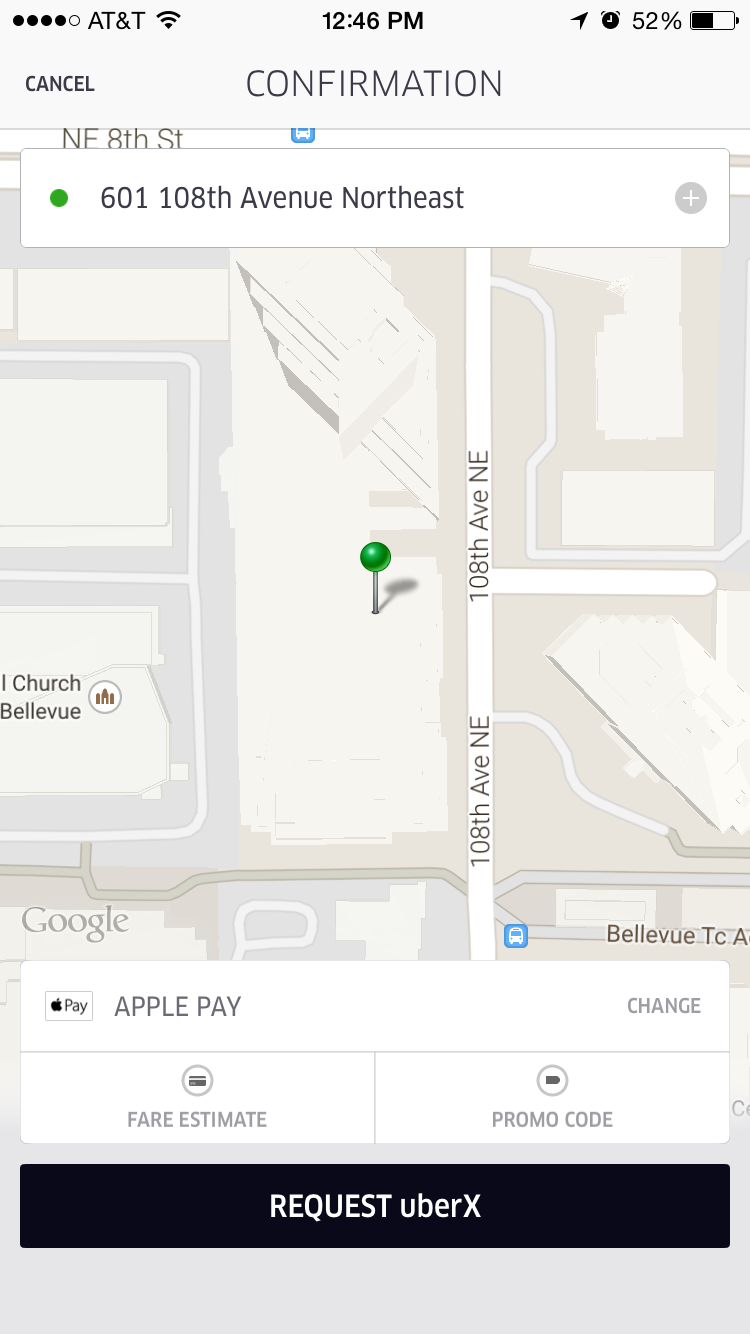 AT&T 12:46 PM 52%
CANCEL CONFIRMATION
NE 8th St
601 108th Avenue Northeast
108th Ave NE
l Church
Bellevue
108th Ave NE
Google
Bellevue Tc A
Pay APPLE PAY CHANGE
Ce
FARE ESTIMATE PROMO CODE
REQUEST uberX